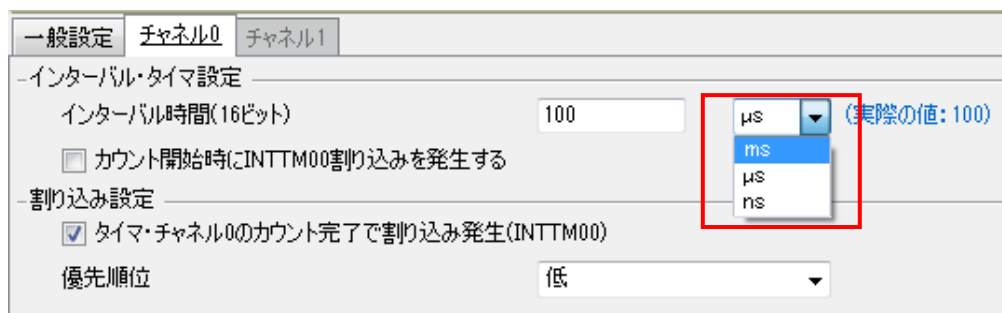 一般設定 チャネル0 チャネル1
インターバル・タイマ設定
インターバル時間(16ビット) 100 μs (実際の値: 100)
ms
カウント開始時にINTTM00割り込みを発生する
μs
割り込み設定
ns
タイマ・チャネル0のカウント完了で割り込み発生(INTTM00)
優先順位 低